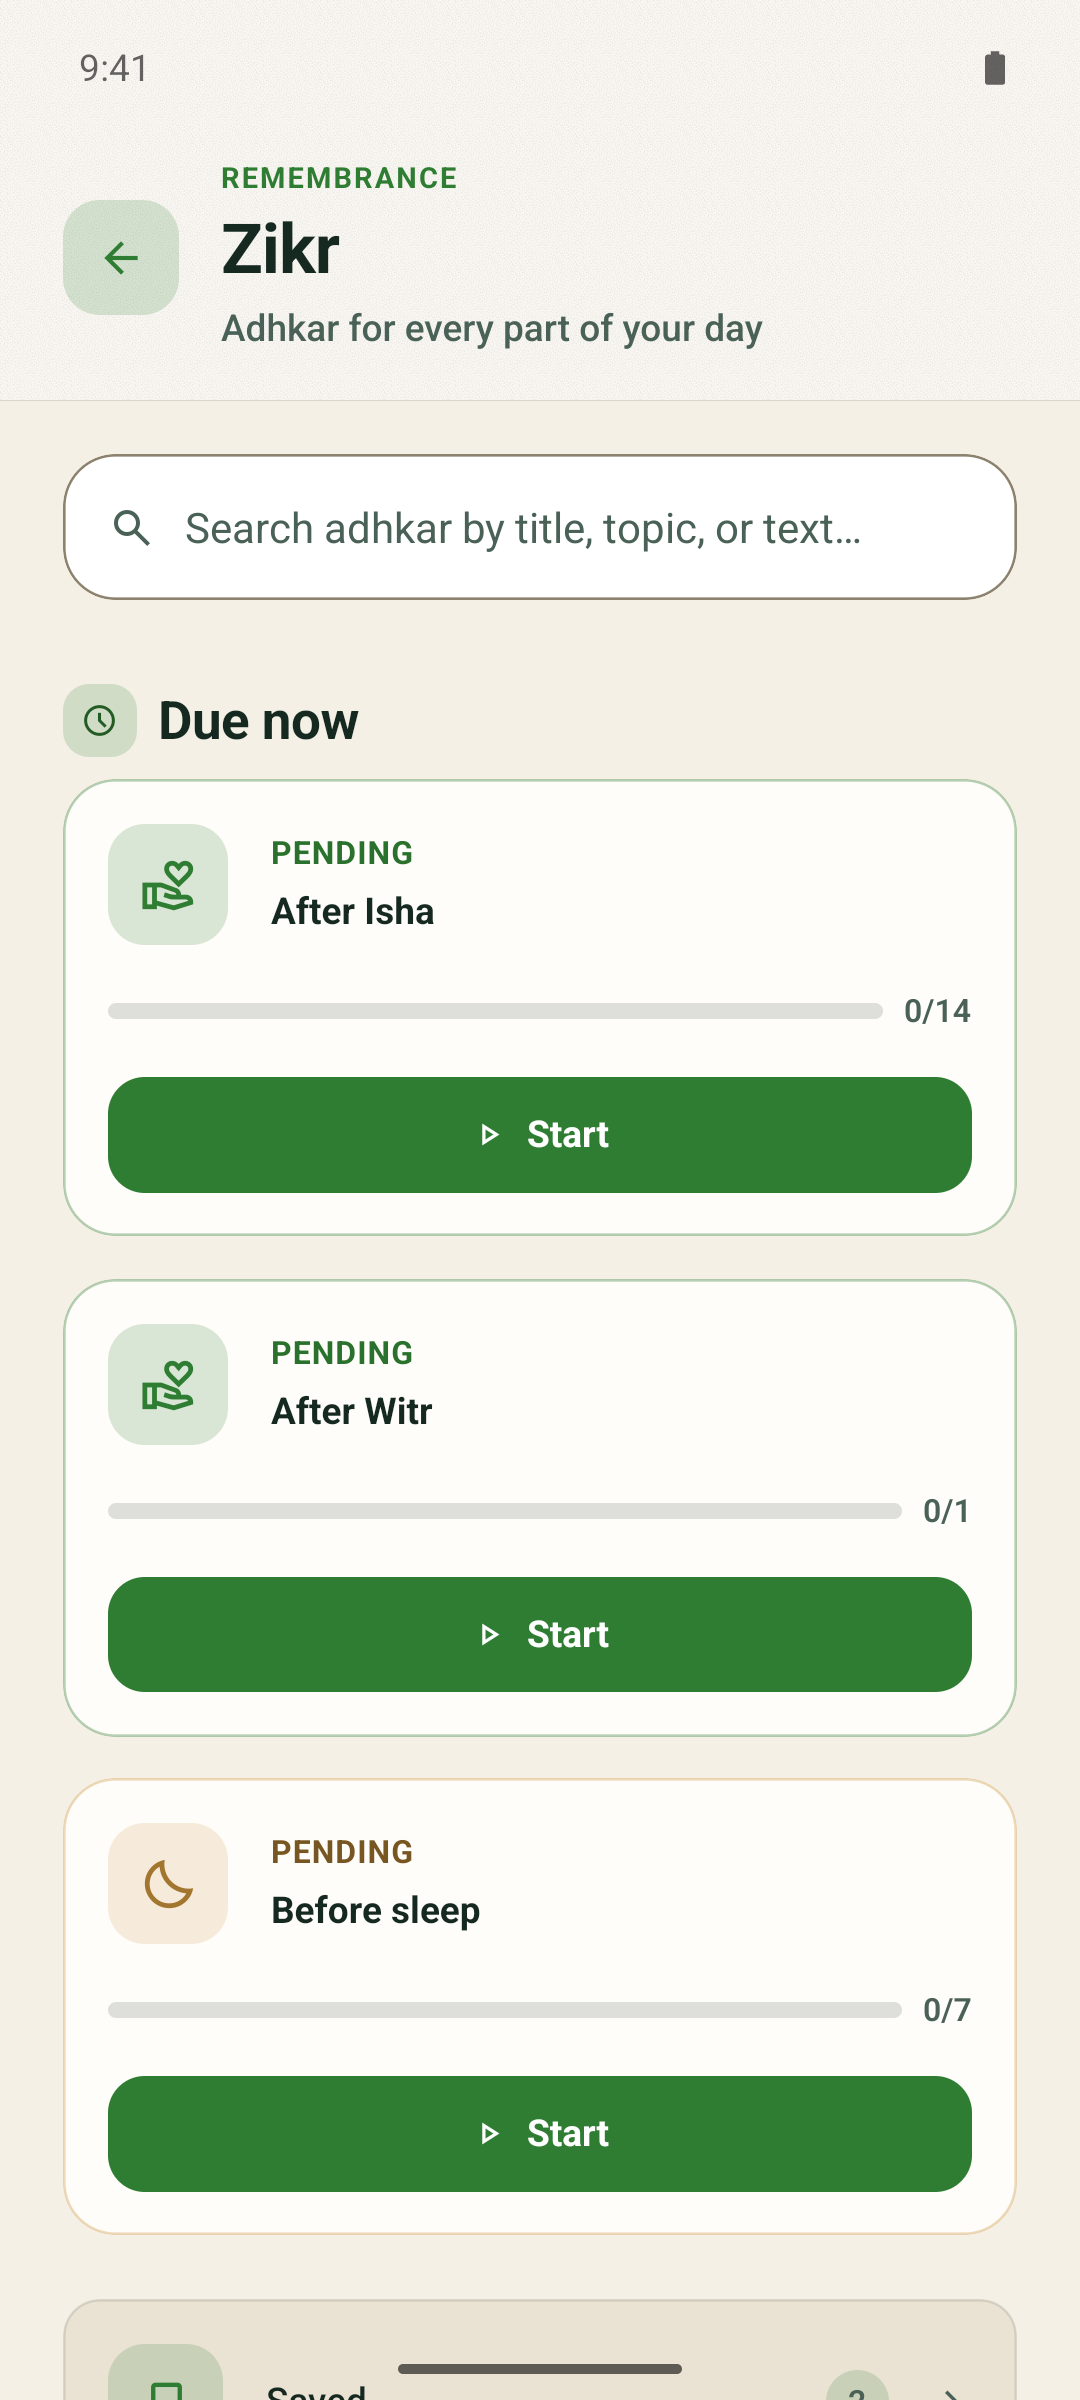 9:41
REMEMBRANCE
Zikr
Adhkar for every part of your day
Search adhkar by title, topic, or text...
Due now
PENDING
After Isha
0/14
Start
PENDING
After Witr
0/1
Start
PENDING
Before sleep
0/7
Start
Saved